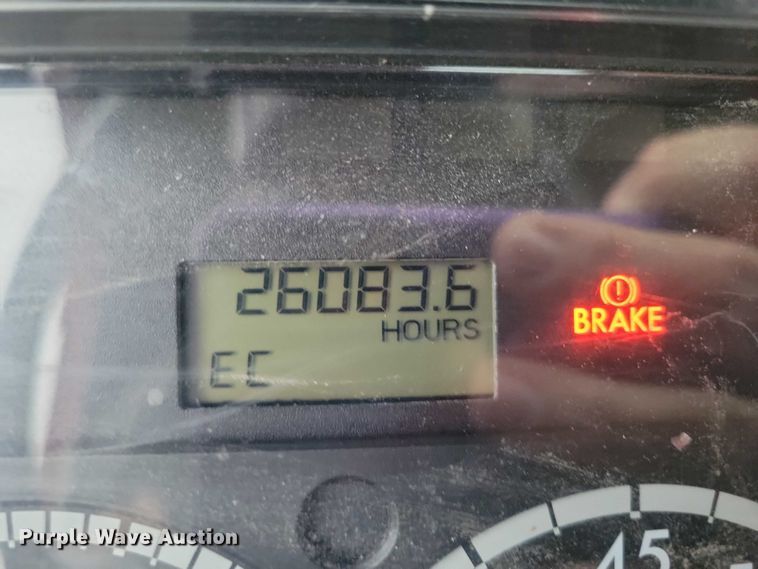 26083.6
HOURS
BRAKE
EC
45
Purple Wave Auction